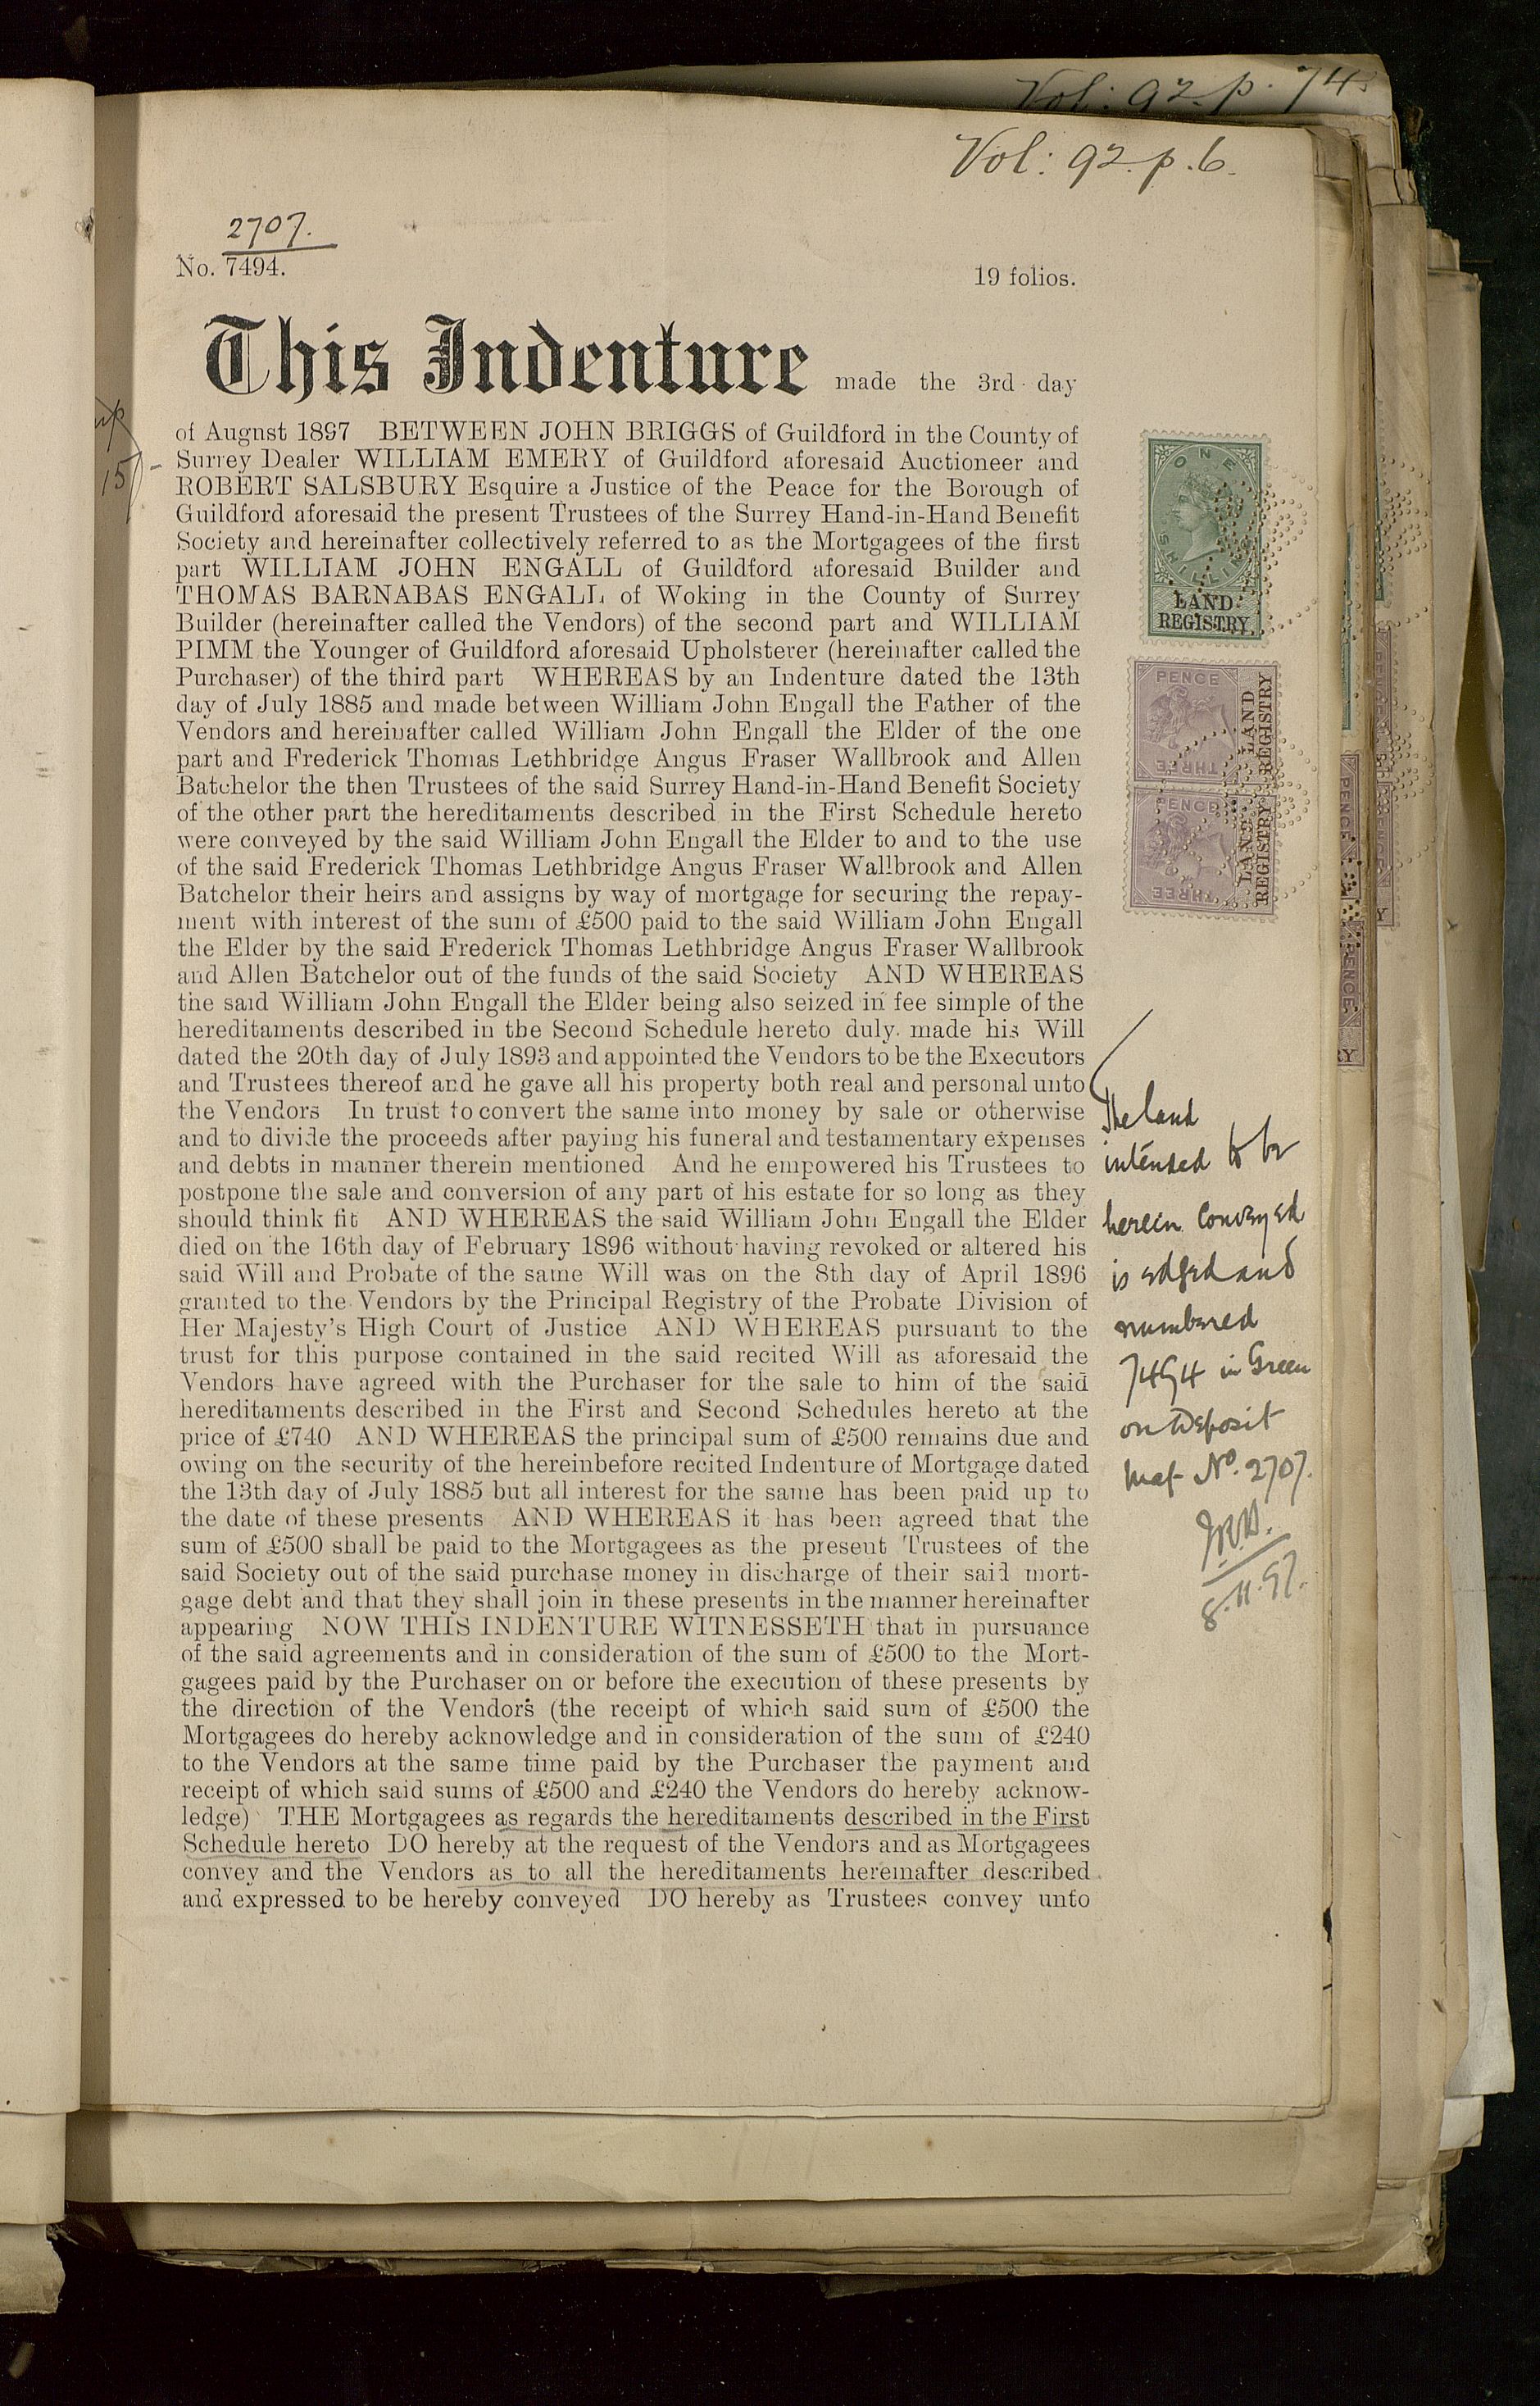 Vol: 92. p. 74
Vol: 92. p. 6.
2707.
No. 7494.
19 folios.
This Indenture made the 3rd day
of August 1897 BETWEEN JOHN BRIGGS of Guildford in the County of
Surrey Dealer WILLIAM EMERY of Guildford aforesaid Auctioneer and
ROBERT SALSBURY Esquire a Justice of the Peace for the Borough of
Guildford aforesaid the present Trustees of the Surrey Hand-in-Hand Benefit
Society and hereinafter collectively referred to as the Mortgagees of the first
part WILLIAM JOHN ENGALL of Guildford aforesaid Builder and
THOMAS BARNABAS ENGALL of Woking in the County of Surrey
Builder (hereinafter called the Vendors) of the second part and WILLIAM
PIMM the Younger of Guildford aforesaid Upholsterer (hereinafter called the
Purchaser) of the third part WHEREAS by an Indenture dated the 13th
day of July 1885 and made between William John Engall the Father of the
Vendors and hereinafter called William John Engall the Elder of the one
part and Frederick Thomas Lethbridge Angus Fraser Wallbrook and Allen
Batchelor the then Trustees of the said Surrey Hand-in-Hand Benefit Society
of the other part the hereditaments described in the First Schedule hereto
were conveyed by the said William John Engall the Elder to and to the use
of the said Frederick Thomas Lethbridge Angus Fraser Wallbrook and Allen
Batchelor their heirs and assigns by way of mortgage for securing the repay-
ment with interest of the sum of £500 paid to the said William John Engall
the Elder by the said Frederick Thomas Lethbridge Angus Fraser Wallbrook
and Allen Batchelor out of the funds of the said Society AND WHEREAS
the said William John Engall the Elder being also seized in fee simple of the
hereditaments described in the Second Schedule hereto duly made his Will
dated the 20th day of July 1893 and appointed the Vendors to be the Executors
and Trustees thereof and he gave all his property both real and personal unto
the Vendors In trust to convert the same into money by sale or otherwise
and to divide the proceeds after paying his funeral and testamentary expenses
and debts in manner therein mentioned And he empowered his Trustees to
postpone the sale and conversion of any part of his estate for so long as they
should think fit AND WHEREAS the said William John Engall the Elder
died on the 16th day of February 1896 without having revoked or altered his
said Will and Probate of the same Will was on the 8th day of April 1896
granted to the Vendors by the Principal Registry of the Probate Division of
Her Majesty's High Court of Justice AND WHEREAS pursuant to the
trust for this purpose contained in the said recited Will as aforesaid the
Vendors have agreed with the Purchaser for the sale to him of the said
hereditaments described in the First and Second Schedules hereto at the
price of £740 AND WHEREAS the principal sum of £500 remains due and
owing on the security of the hereinbefore recited Indenture of Mortgage dated
the 13th day of July 1885 but all interest for the same has been paid up to
the date of these presents AND WHEREAS it has been agreed that the
sum of £500 shall be paid to the Mortgagees as the present Trustees of the
said Society out of the said purchase money in discharge of their said mort-
gage debt and that they shall join in these presents in the manner hereinafter
appearing NOW THIS INDENTURE WITNESSETH that in pursuance
of the said agreements and in consideration of the sum of £500 to the Mort-
gagees paid by the Purchaser on or before the execution of these presents by
the direction of the Vendors (the receipt of which said sum of £500 the
Mortgagees do hereby acknowledge and in consideration of the sum of £240
to the Vendors at the same time paid by the Purchaser the payment and
receipt of which said sums of £500 and £240 the Vendors do hereby acknow-
ledge) THE Mortgagees as regards the hereditaments described in the First
Schedule hereto DO hereby at the request of the Vendors and as Mortgagees
convey and the Vendors as to all the hereditaments hereinafter described
and expressed to be hereby conveyed DO hereby as Trustees convey unto
ONE
SHILLING
LAND
REGISTRY
PENCE
THREE
LAND
REGISTRY
PENCE
THREE
LAND
REGISTRY
The land
intended to be
herein conveyed
is edged and
numbered
7494 in Green
on Deposit
Map No. 2707.
8.11.97.